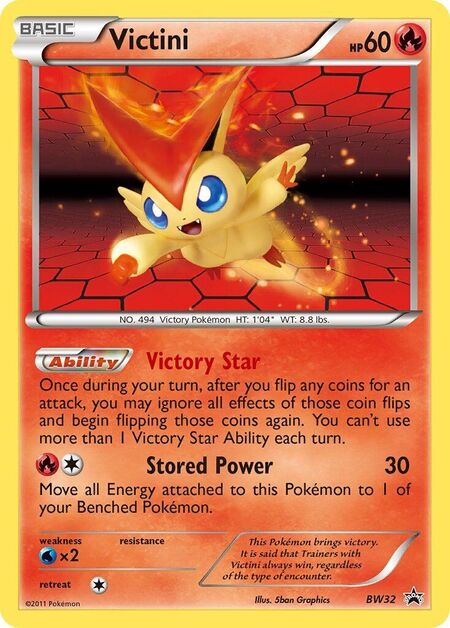 BASIC
Victini
HP60
NO. 494 Victory Pokémon HT: 1'04" WT: 8.8 lbs.
Ability Victory Star
Once during your turn, after you flip any coins for an
attack, you may ignore all effects of those coin flips
and begin flipping those coins again. You can't use
more than 1 Victory Star Ability each turn.
Stored Power 30
Move all Energy attached to this Pokémon to 1 of
your Benched Pokémon.
weakness resistance
×2
retreat
This Pokémon brings victory.
It is said that Trainers with
Victini always win, regardless
of the type of encounter.
©2011 Pokémon Illus. 5ban Graphics BW32 PROMO